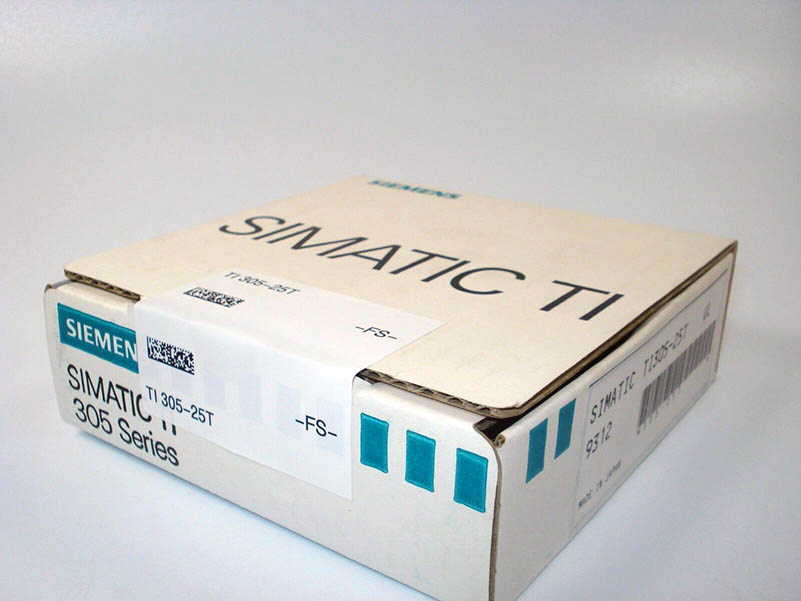 SIEMENS
SIMATIC TI
TI 305-25T
-FS-
SIEMEN
SIMATIC TI
305 Series
TI 305-25T
-FS-
SIMATIC TI305-25T
9312
MADE IN JAPAN